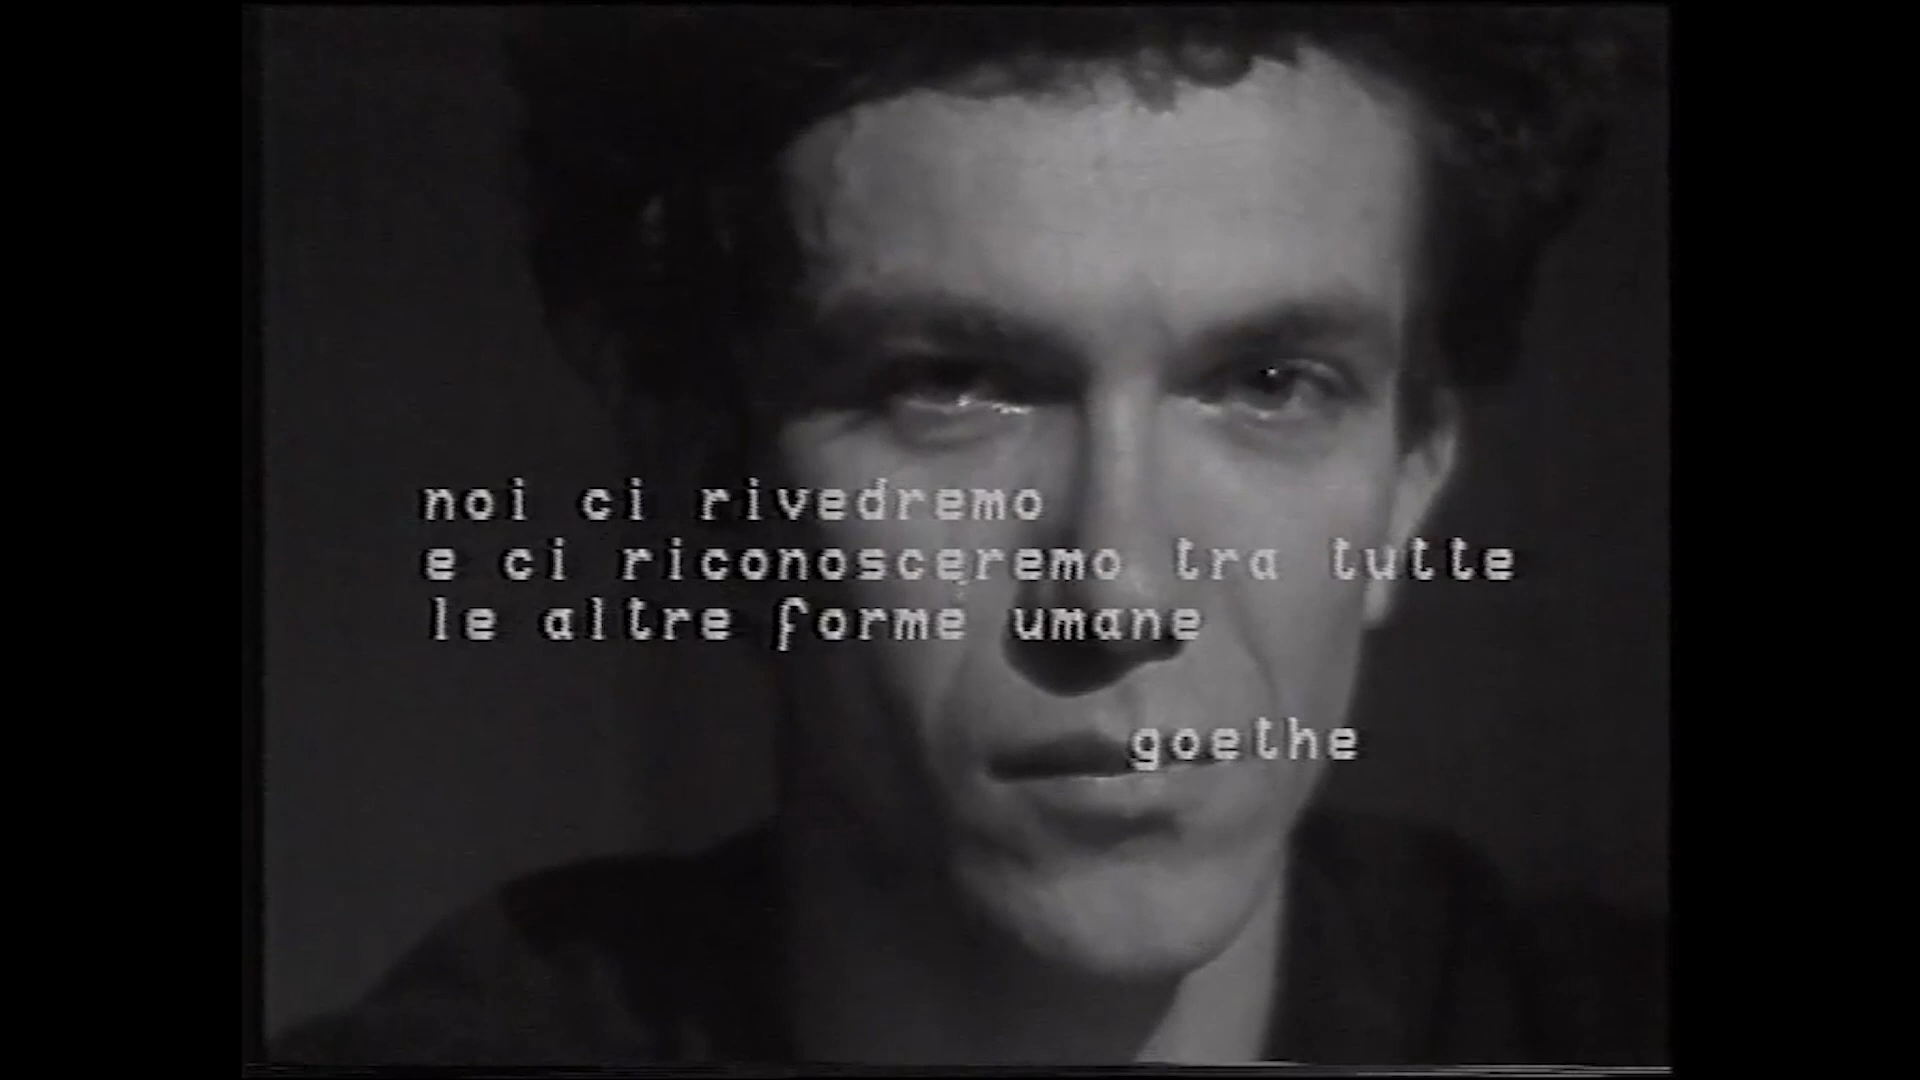 noi ci rivedremo
e ci riconosceremo tra tutte
le altre forme umane
goethe